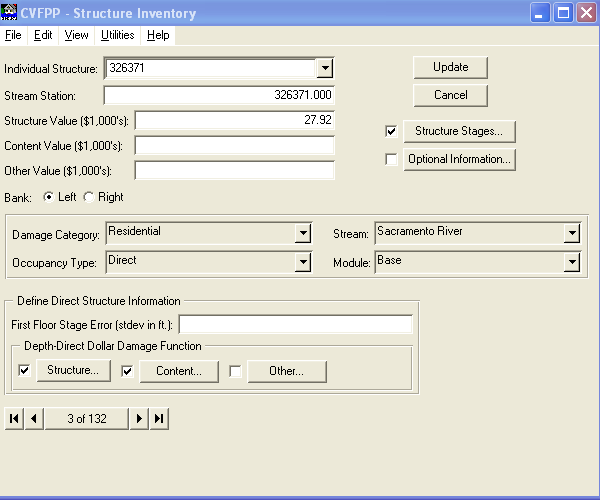 CVFPP - Structure Inventory
File Edit View Utilities Help
Individual Structure: 326371 Update
Stream Station: 326371.000 Cancel
Structure Value ($1,000's): 27.92 Structure Stages...
Content Value ($1,000's): Optional Information...
Other Value ($1,000's):
Bank: Left Right
Damage Category: Residential Stream: Sacramento River
Occupancy Type: Direct Module: Base
Define Direct Structure Information
First Floor Stage Error (stdev in ft.):
Depth-Direct Dollar Damage Function
Structure... Content... Other...
3 of 132